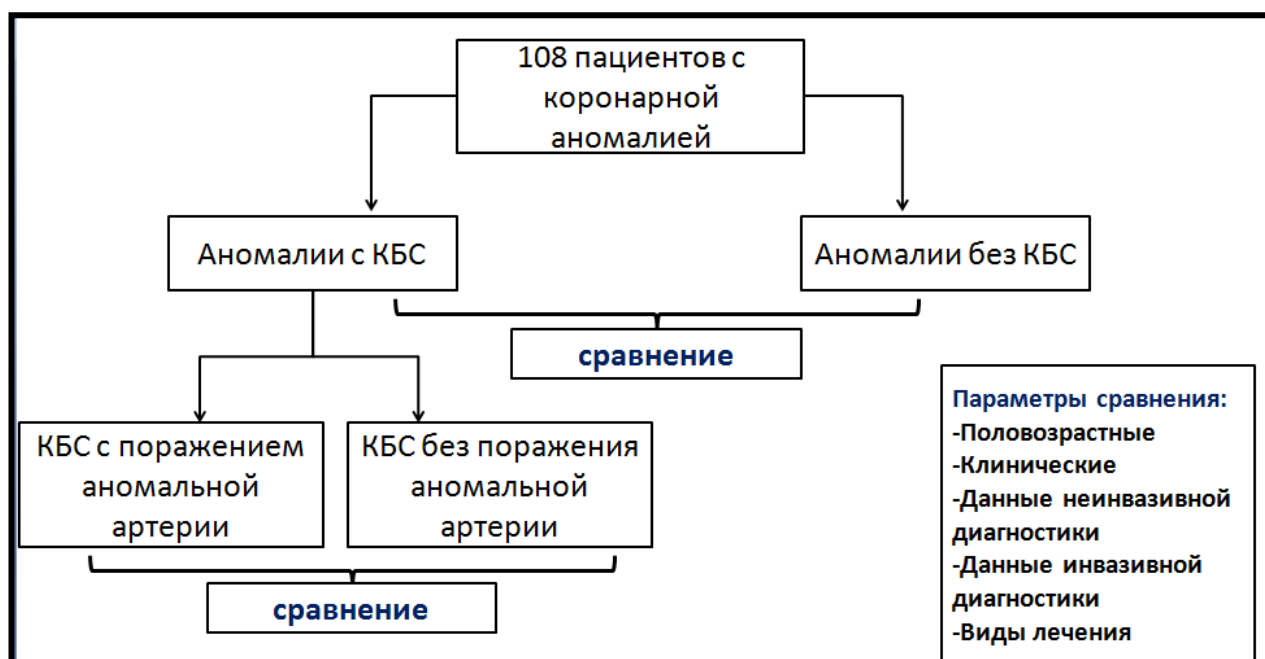 108 пациентов с
коронарной
аномалией
Аномалии с КБС
Аномалии без КБС
сравнение
КБС с поражением
аномальной
артерии
КБС без поражения
аномальной
артерии
сравнение
Параметры сравнения:
-Половозрастные
-Клинические
-Данные неинвазивной
диагностики
-Данные инвазивной
диагностики
-Виды лечения